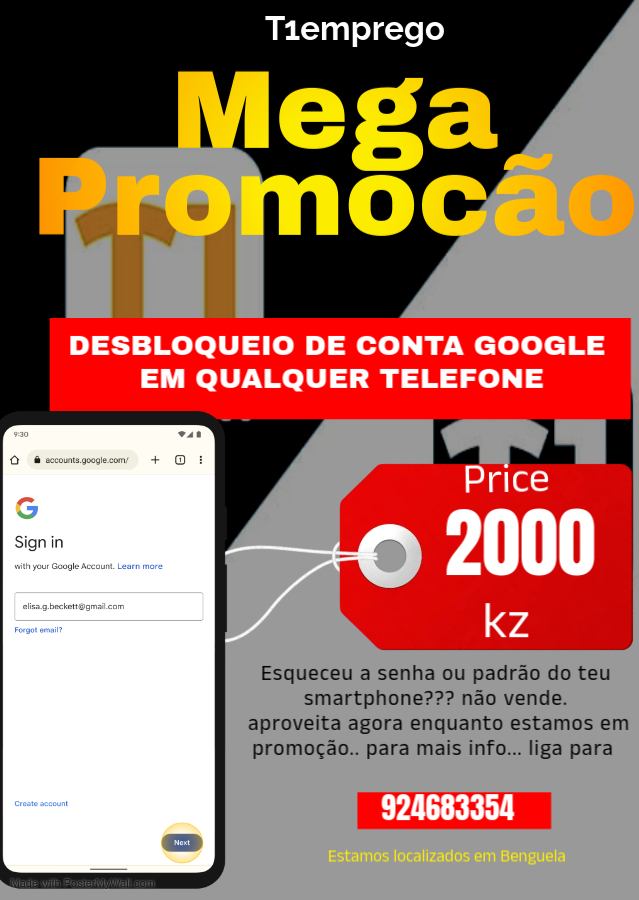 T1emprego
Mega
Promocão
DESBLOQUEIO DE CONTA GOOGLE
EM QUALQUER TELEFONE
9:30
accounts.google.com/
1
G
Sign in
with your Google Account. Learn more
elisa.g.beckett@gmail.com
Forgot email?
Create account
Next
Price
2000
kz
Esqueceu a senha ou padrão do teu
smartphone??? não vende.
aproveita agora enquanto estamos em
promoção.. para mais info... liga para
924683354
Estamos localizados em Benguela
Made with PosterMyWall.com